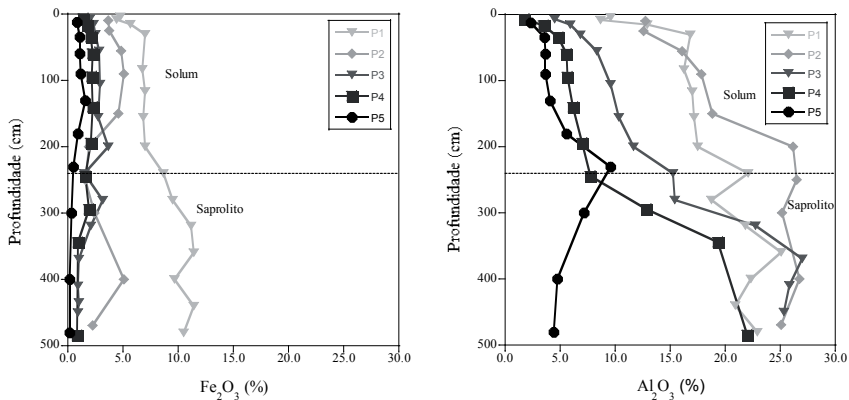 0
100
200
300
400
500
Profundidade (cm)
0.0
5.0
10.0
15.0
20.0
25.0
30.0
Fe2O3 (%)
Solum
Saprolito
P1
P2
P3
P4
P5
0
100
200
300
400
500
Profundidade (cm)
0.0
5.0
10.0
15.0
20.0
25.0
30.0
Al2O3 (%)
Solum
Saprolito
P1
P2
P3
P4
P5